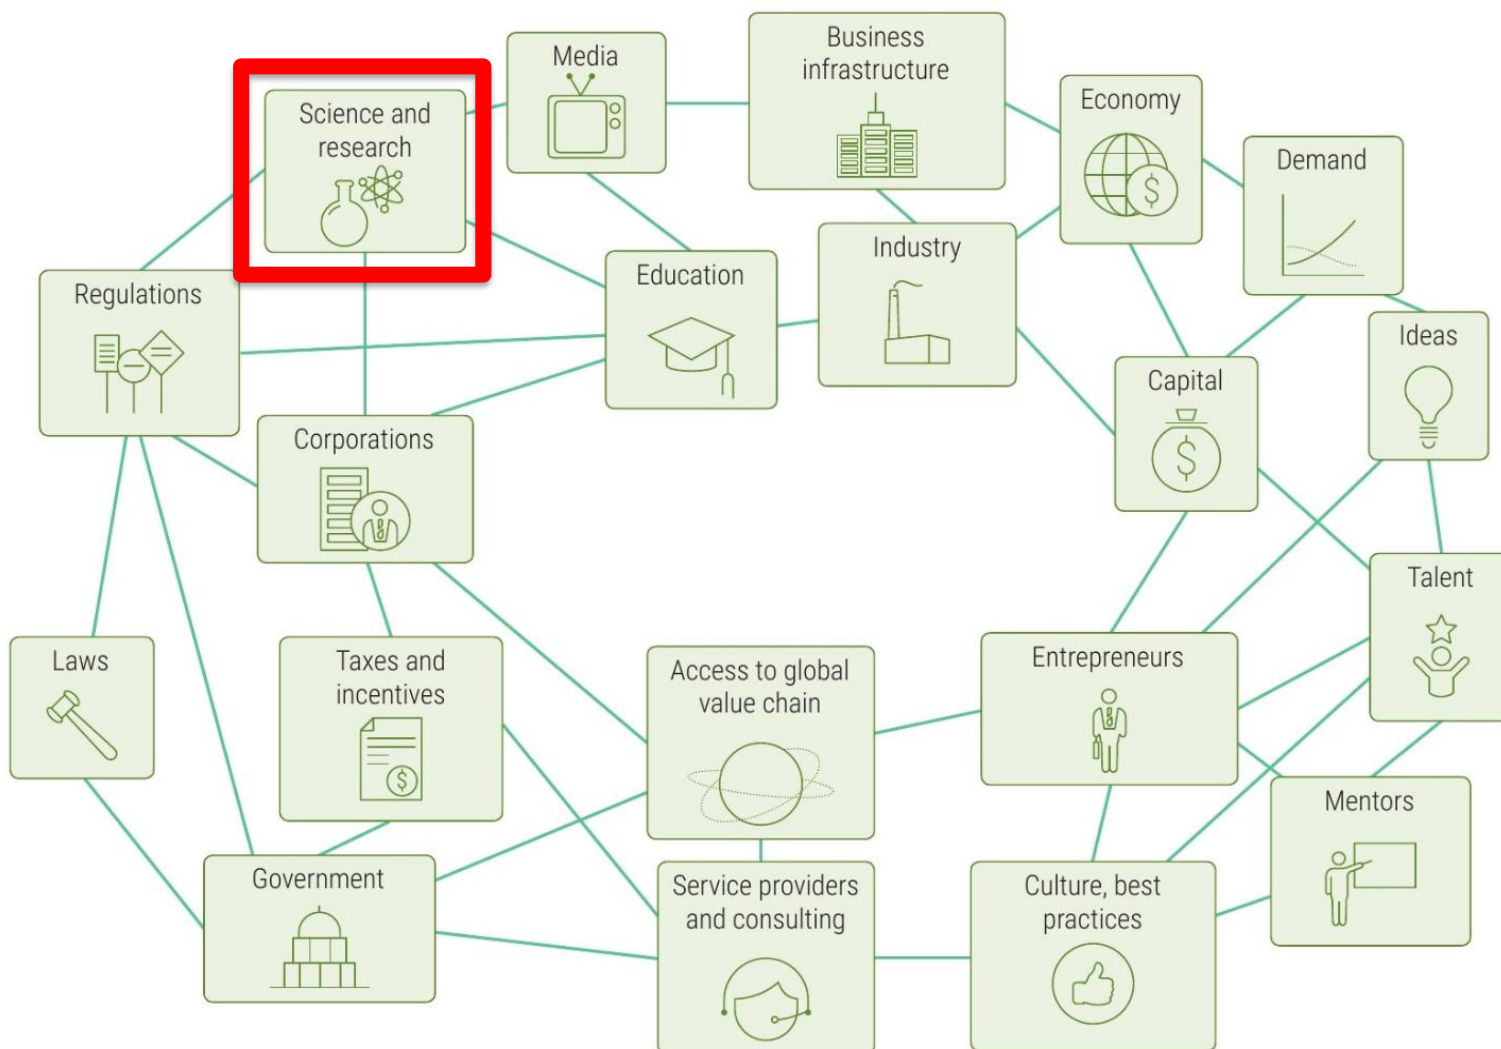 Media
Business
infrastructure
Science and
research
Economy
Demand
Education
Industry
Regulations
Ideas
Capital
Corporations
Talent
Laws
Taxes and
incentives
Access to global
value chain
Entrepreneurs
Mentors
Government
Service providers
and consulting
Culture, best
practices